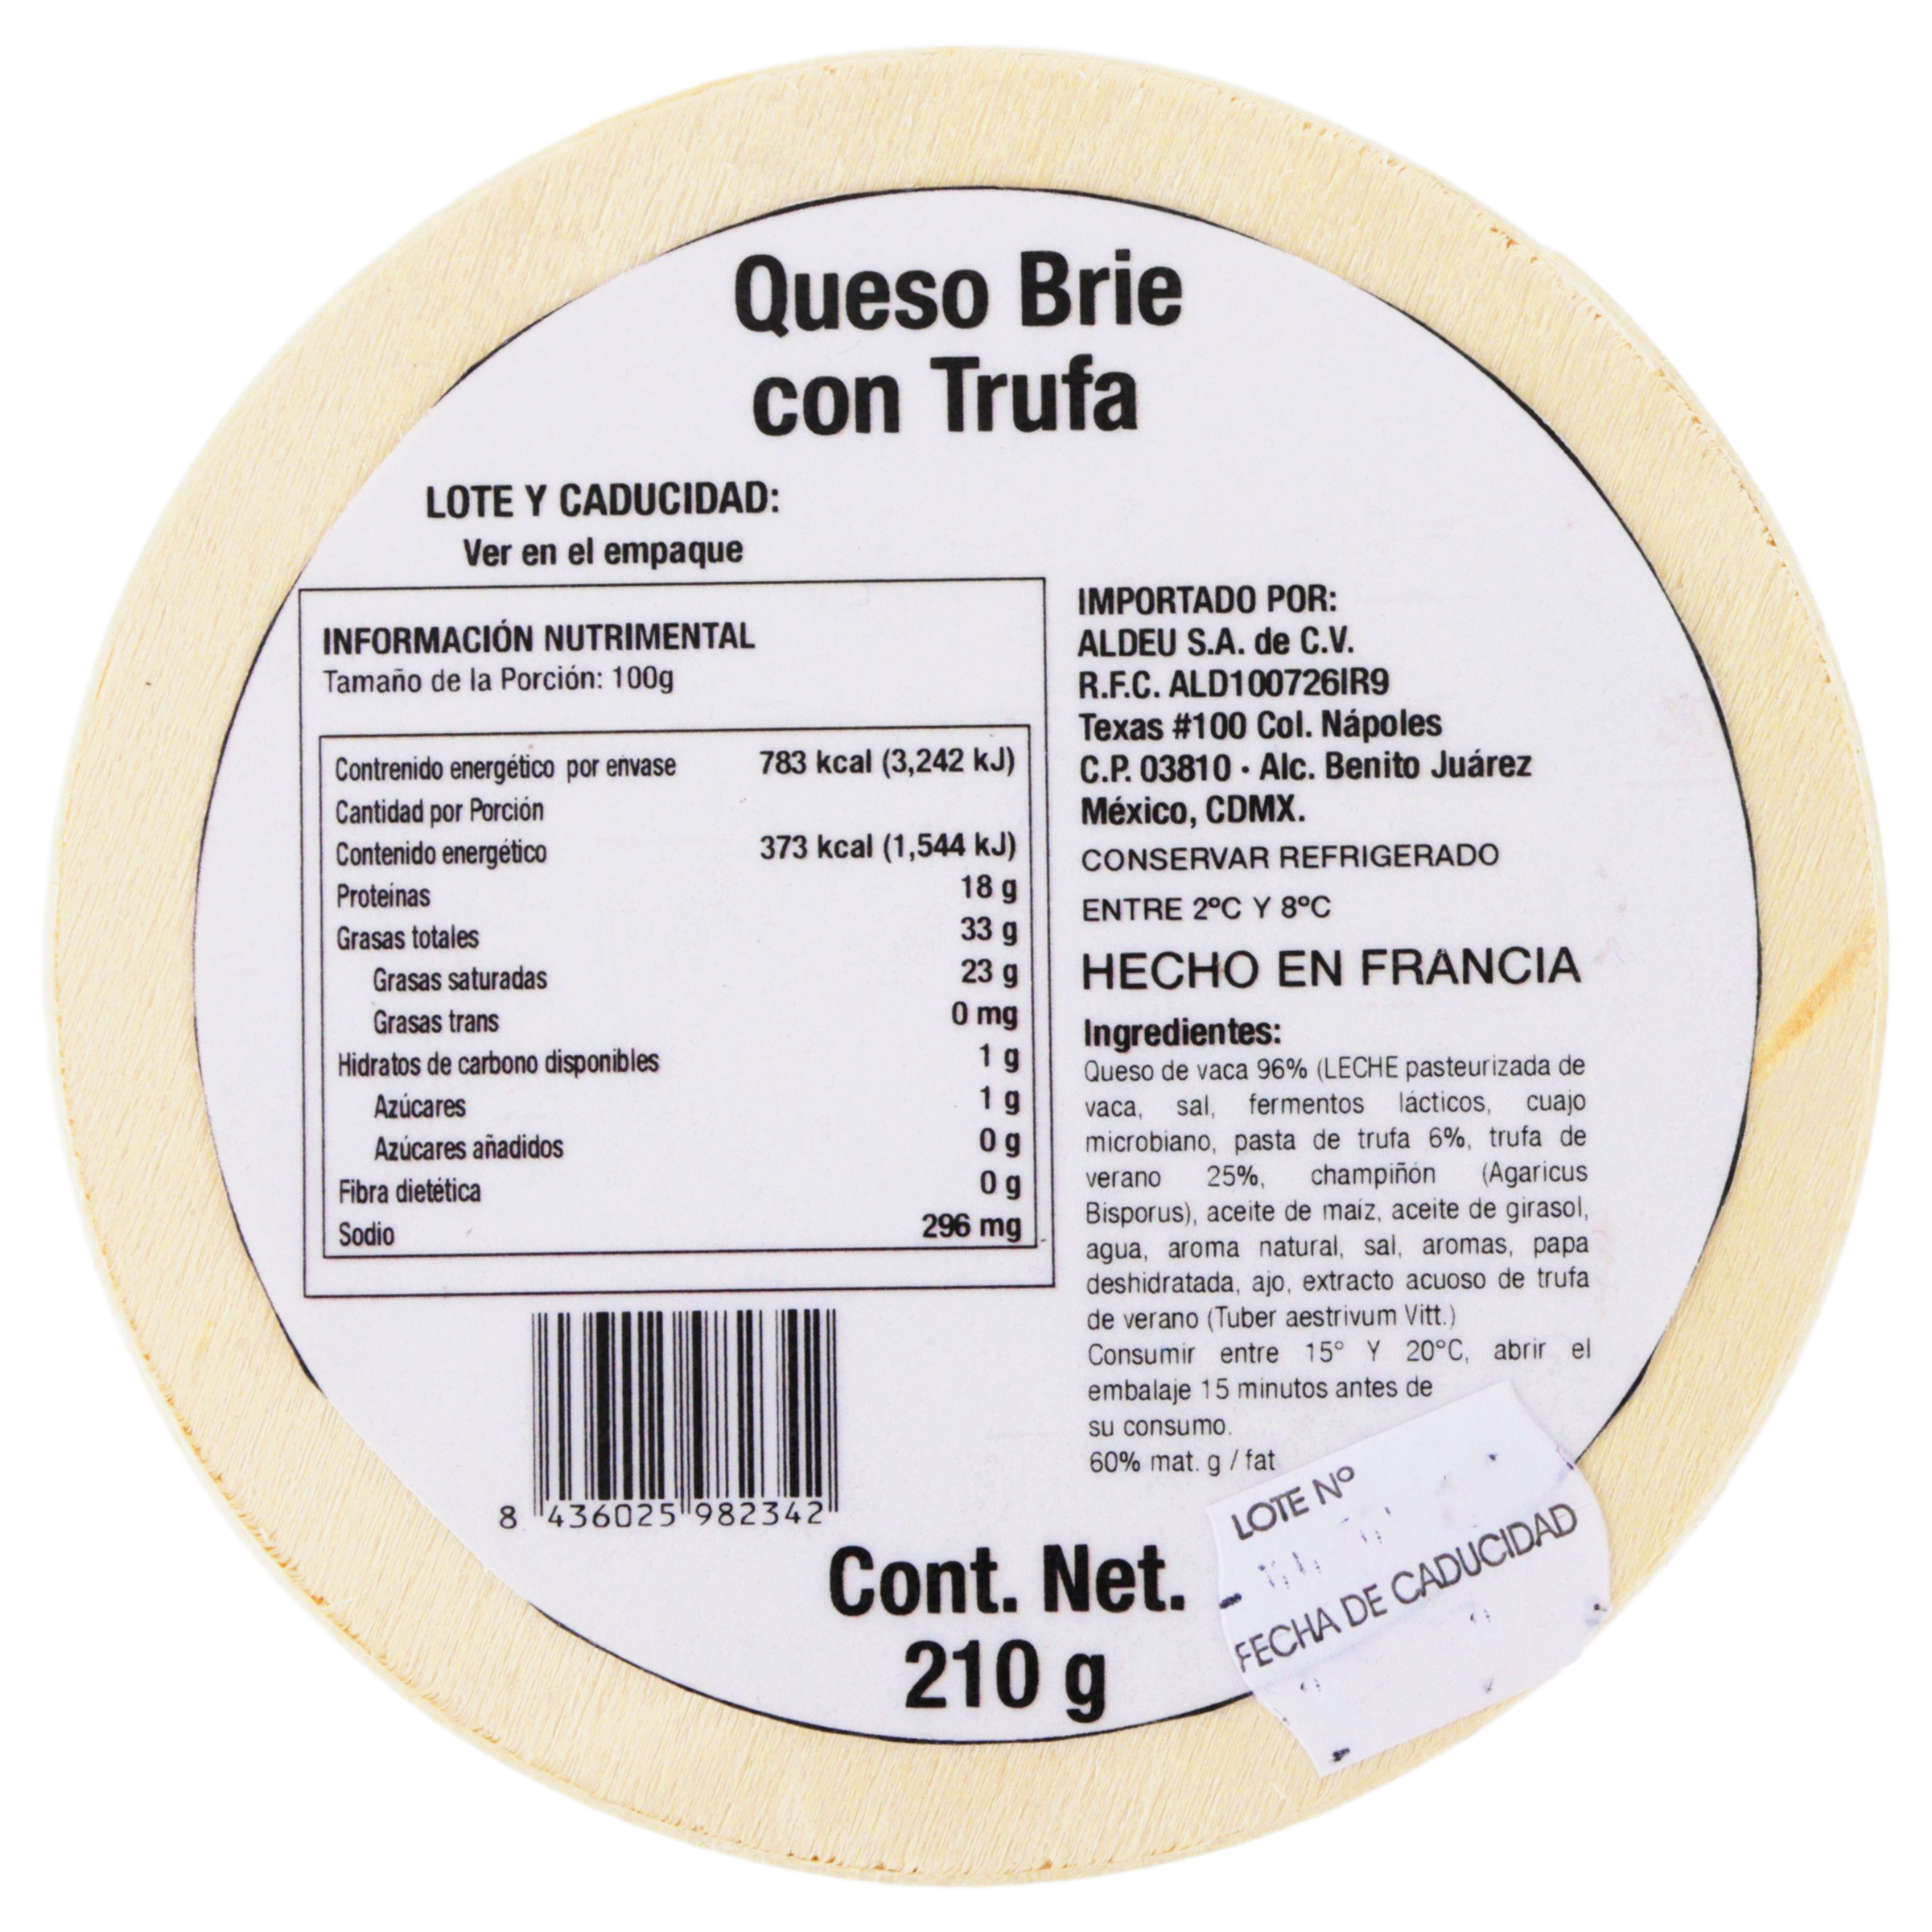 Queso Brie
con Trufa
LOTE Y CADUCIDAD:
Ver en el empaque
INFORMACIÓN NUTRIMENTAL
Tamaño de la Porción: 100g
Contrenido energético por envase 783 kcal (3,242 kJ)
Cantidad por Porción
Contenido energético 373 kcal (1,544 kJ)
Proteínas 18 g
Grasas totales 33 g
Grasas saturadas 23 g
Grasas trans 0 mg
Hidratos de carbono disponibles 1 g
Azúcares 1 g
Azúcares añadidos 0 g
Fibra dietética 0 g
Sodio 296 mg
IMPORTADO POR:
ALDEU S.A. de C.V.
R.F.C. ALD100726IR9
Texas #100 Col. Nápoles
C.P. 03810 · Alc. Benito Juárez
México, CDMX.
CONSERVAR REFRIGERADO
ENTRE 2ºC Y 8ºC
HECHO EN FRANCIA
Ingredientes:
Queso de vaca 96% (LECHE pasteurizada de
vaca, sal, fermentos lácticos, cuajo
microbiano, pasta de trufa 6%, trufa de
verano 25%, champiñón (Agaricus
Bisporus), aceite de maíz, aceite de girasol,
agua, aroma natural, sal, aromas, papa
deshidratada, ajo, extracto acuoso de trufa
de verano (Tuber aestrivum Vitt.)
Consumir entre 15° Y 20°C, abrir el
embalaje 15 minutos antes de
su consumo.
60% mat. g / fat
8 436025 982342
Cont. Net.
210 g
LOTE Nº
FECHA DE CADUCIDAD